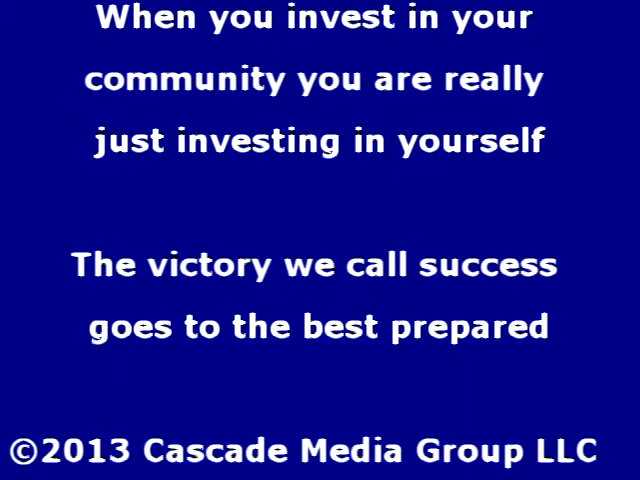 When you invest in your
community you are really
just investing in yourself
The victory we call success
goes to the best prepared
©2013 Cascade Media Group LLC